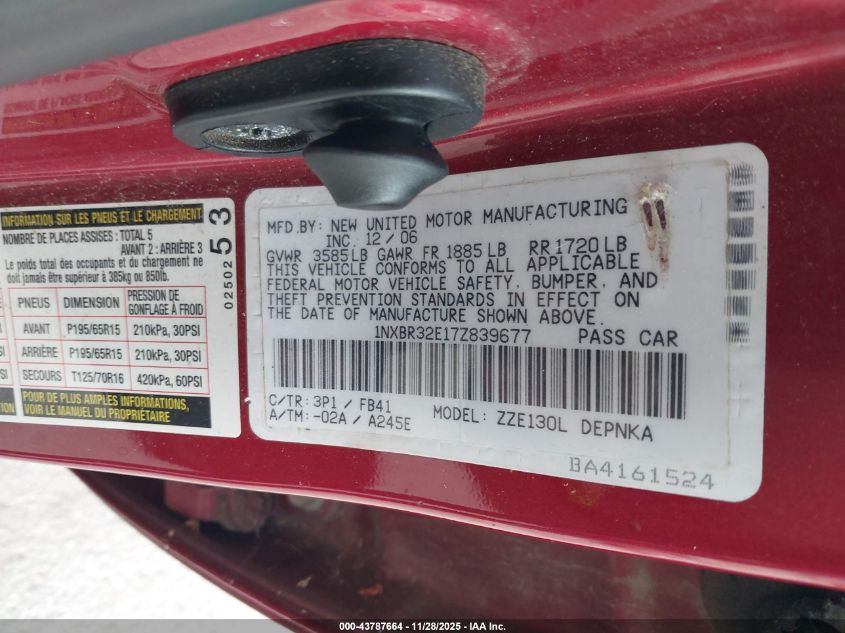 INFORMATION SUR LES PNEUS ET LE CHARGEMENT
NOMBRE DE PLACES ASSISES : TOTAL 5
AVANT 2 : ARRIÈRE 3
Le poids total des occupants et du chargement ne
doit jamais être supérieur à 385kg ou 850lb.
PNEUS DIMENSION PRESSION DE GONFLAGE À FROID
AVANT P195/65R15 210kPa, 30PSI
ARRIÈRE P195/65R15 210kPa, 30PSI
SECOURS T125/70R16 420kPa, 60PSI
POUR DE PLUS AMPLES INFORMATIONS,
VOIR LE MANUEL DU PROPRIÉTAIRE
02502 53
MFD.BY: NEW UNITED MOTOR MANUFACTURING
INC. 12/06
GVWR 3585LB GAWR FR 1885LB RR 1720LB
THIS VEHICLE CONFORMS TO ALL APPLICABLE
FEDERAL MOTOR VEHICLE SAFETY, BUMPER, AND
THEFT PREVENTION STANDARDS IN EFFECT ON
THE DATE OF MANUFACTURE SHOWN ABOVE.
1NXBR32E17Z839677 PASS CAR
C/TR: 3P1 / FB41
A/TM: -02A / A245E MODEL: ZZE130L DEPNKA
BA4161524
000-43787664 - 11/28/2025 - IAA Inc.